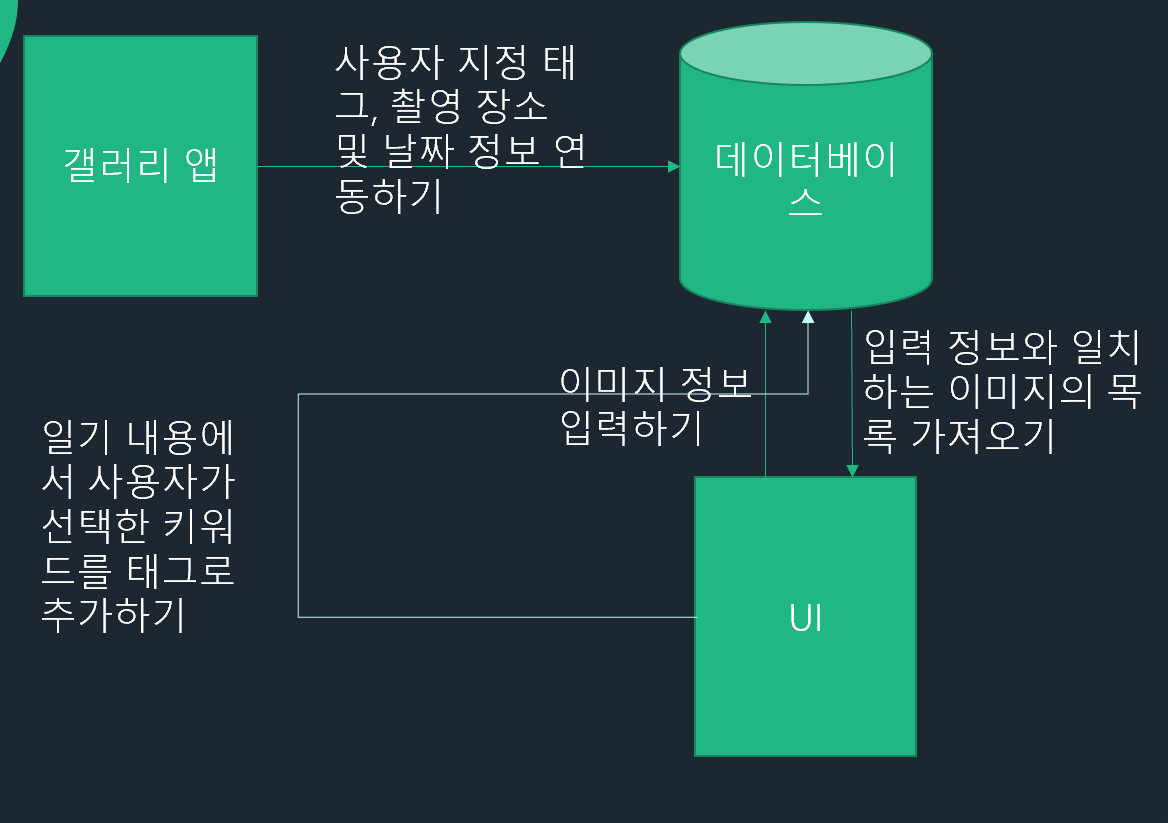 갤러리 앱
사용자 지정 태
그, 촬영 장소
및 날짜 정보 연
동하기
데이터베이
스
이미지 정보
입력하기
입력 정보와 일치
하는 이미지의 목
록 가져오기
일기 내용에
서 사용자가
선택한 키워
드를 태그로
추가하기
UI